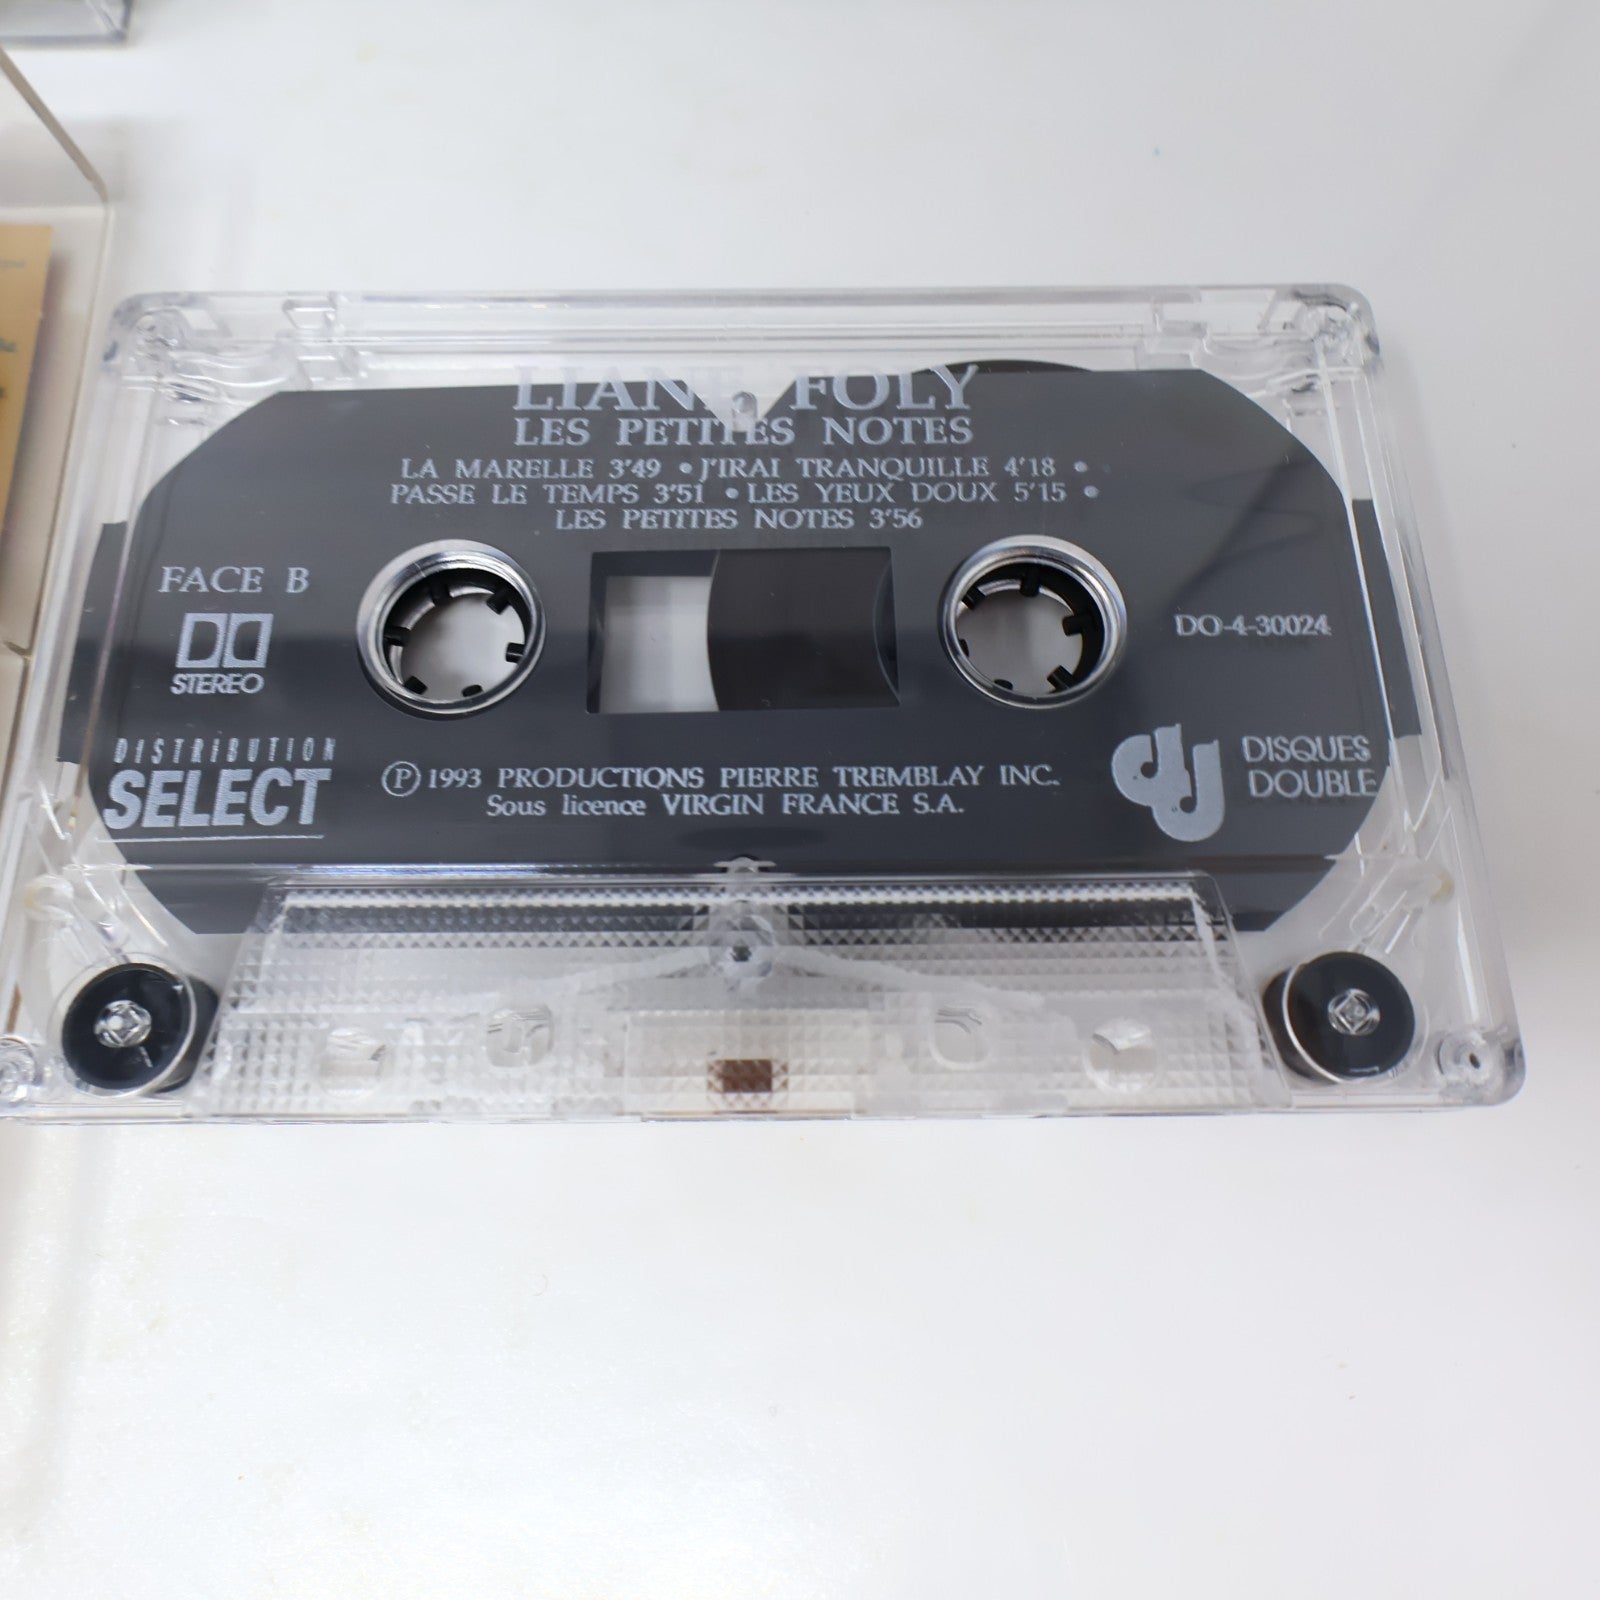 LIANE FOLY
LES PETITES NOTES
LA MARELLE 3'49 • J'IRAI TRANQUILLE 4'18 •
PASSE LE TEMPS 3'51 • LES YEUX DOUX 5'15 •
LES PETITES NOTES 3'56
FACE B
STEREO
DO-4-30024
DISTRIBUTION
SELECT
Ⓟ 1993 PRODUCTIONS PIERRE TREMBLAY INC.
Sous licence VIRGIN FRANCE S.A.
DISQUES
DOUBLE